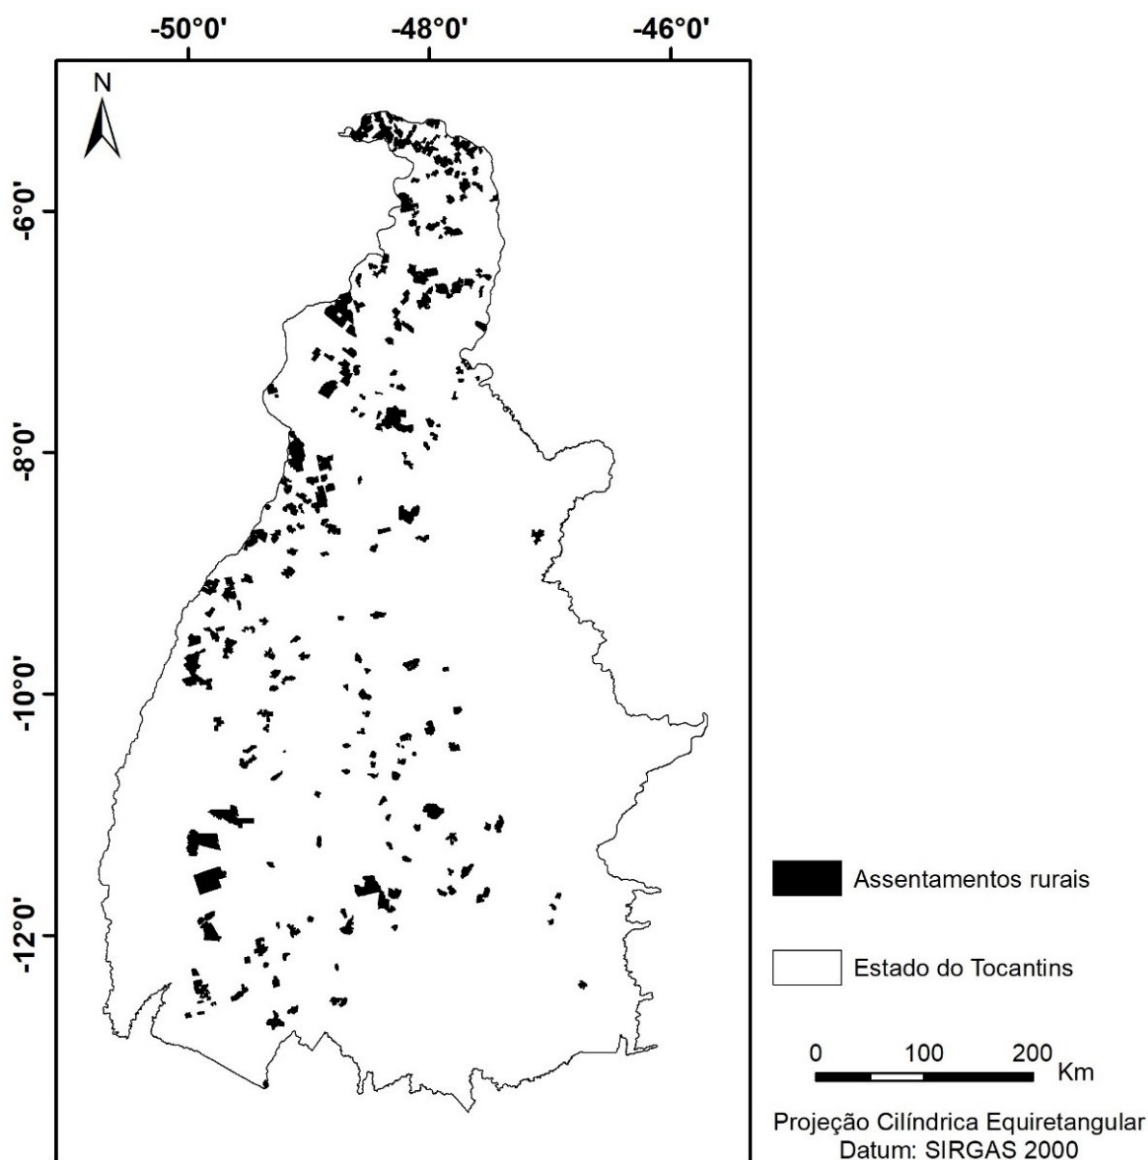 -50°0' -48°0' -46°0'
N
-6°0'
-8°0'
-10°0'
-12°0'
Assentamentos rurais
Estado do Tocantins
0 100 200
Km
Projeção Cilíndrica Equiretangular
Datum: SIRGAS 2000